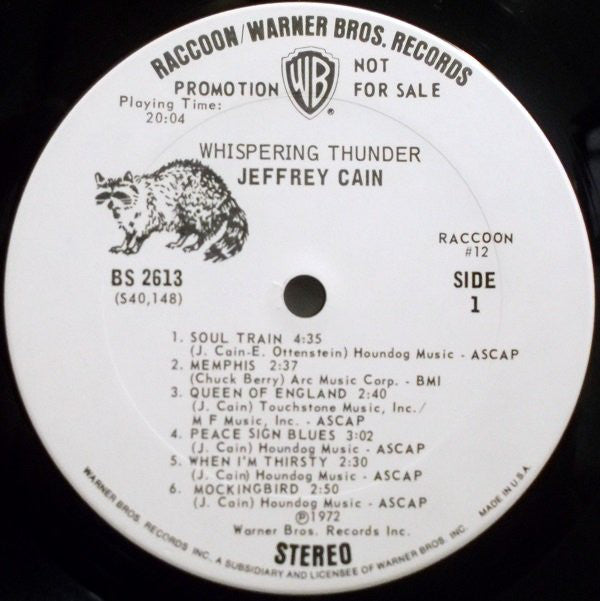 RACCOON/WARNER BROS. RECORDS
PROMOTION WB NOT FOR SALE
®
Playing Time:
20:04
WHISPERING THUNDER
JEFFREY CAIN
RACCOON
#12
BS 2613
(S40,148)
SIDE
1
1. SOUL TRAIN 4:35
(J. Cain-E. Ottenstein) Houndog Music - ASCAP
2. MEMPHIS 2:37
(Chuck Berry) Arc Music Corp. - BMI
3. QUEEN OF ENGLAND 2:40
(J. Cain) Touchstone Music, Inc./
M F Music, Inc. - ASCAP
4. PEACE SIGN BLUES 3:02
(J. Cain) Houndog Music - ASCAP
5. WHEN I'M THIRSTY 2:30
(J. Cain) Houndog Music - ASCAP
6. MOCKINGBIRD 2:50
(J. Cain) Houndog Music - ASCAP
℗1972
Warner Bros. Records Inc.
STEREO
WARNER BROS. RECORDS INC., A SUBSIDIARY AND LICENSEE OF WARNER BROS. INC. MADE IN U.S.A.